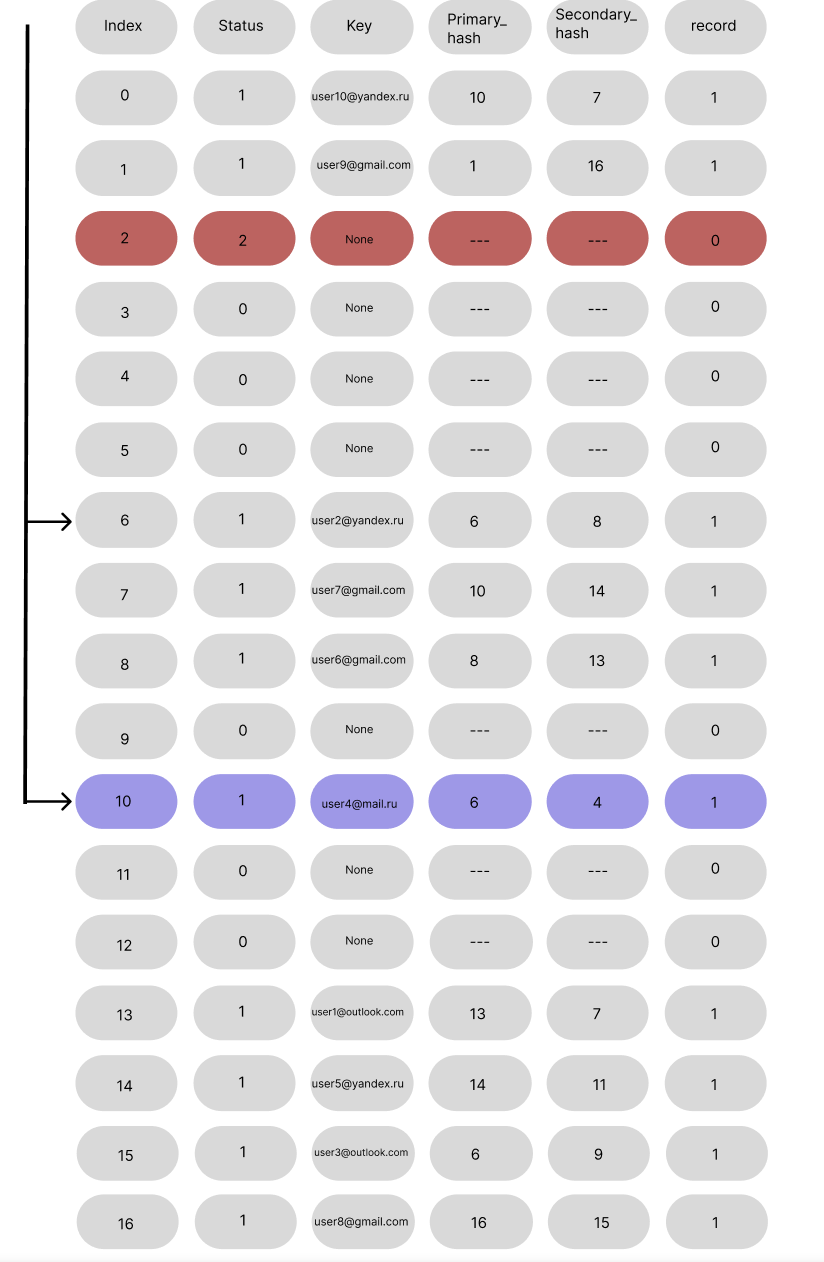 Index Status Key Primary_ Secondary_ record
hash hash
0 1 user10@yandex.ru 10 7 1
1 1 user9@gmail.com 1 16 1
2 2 None --- --- 0
3 0 None --- --- 0
4 0 None --- --- 0
5 0 None --- --- 0
6 1 user2@yandex.ru 6 8 1
7 1 user7@gmail.com 10 14 1
8 1 user6@gmail.com 8 13 1
9 0 None --- --- 0
10 1 user4@mail.ru 6 4 1
11 0 None --- --- 0
12 0 None --- --- 0
13 1 user1@outlook.com 13 7 1
14 1 user5@yandex.ru 14 11 1
15 1 user3@outlook.com 6 9 1
16 1 user8@gmail.com 16 15 1